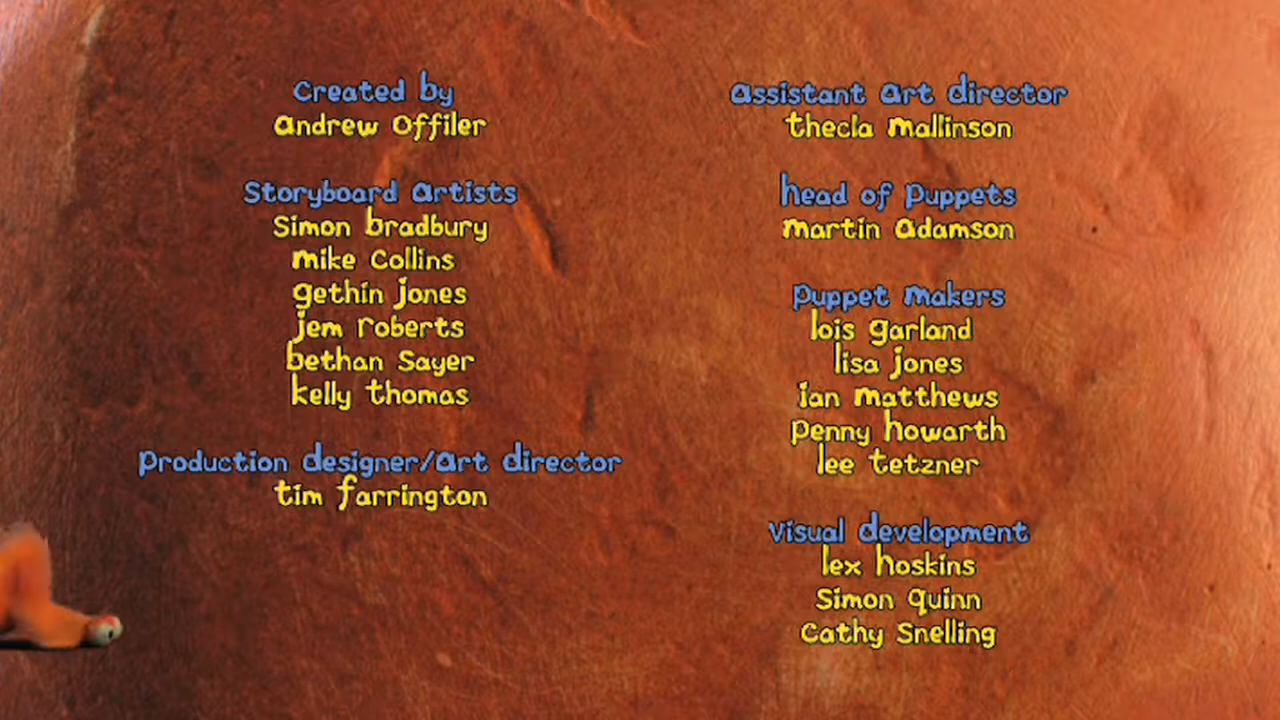 Created by
andrew Offiler
Storyboard artists
Simon bradbury
mike Collins
gethin jones
jem roberts
bethan Sayer
kelly thomas
production designer/art director
tim farrington
assistant art director
thecla mallinson
head of puppets
martin adamson
puppet makers
lois garland
lisa jones
ian matthews
penny howarth
lee tetzner
visual development
lex hoskins
Simon quinn
Cathy Snelling